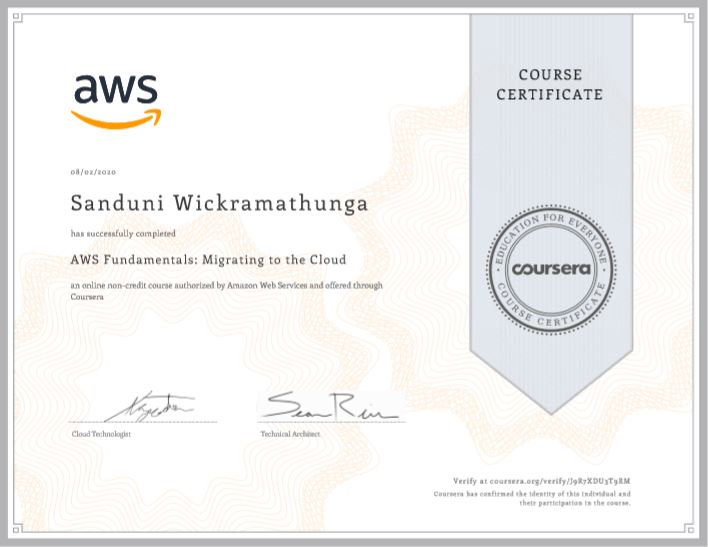 aws
COURSE
CERTIFICATE
08/02/2020
Sanduni Wickramathunga
has successfully completed
AWS Fundamentals: Migrating to the Cloud
an online non-credit course authorized by Amazon Web Services and offered through
Coursera
EDUCATION FOR EVERYONE
coursera
COURSE CERTIFICATE
Cloud Technologist
Technical Architect
Verify at coursera.org/verify/J9R7XDU3T9RM
Coursera has confirmed the identity of this individual and
their participation in the course.